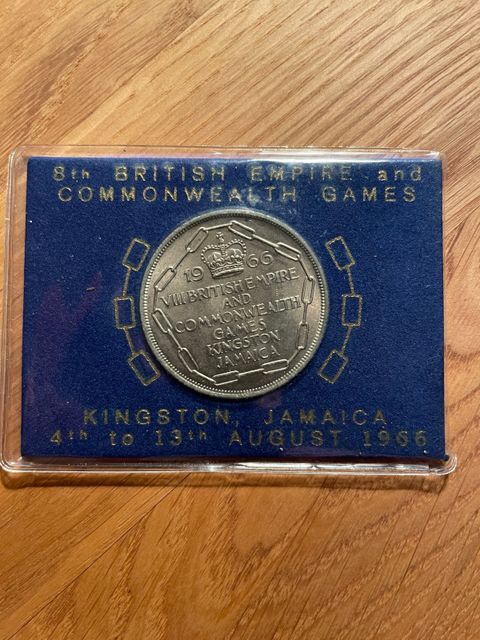 8th BRITISH EMPIRE and
COMMONWEALTH GAMES
1966
VIII BRITISH EMPIRE
AND
COMMONWEALTH
GAMES
KINGSTON
JAMAICA
KINGSTON, JAMAICA
4th to 13th AUGUST 1966